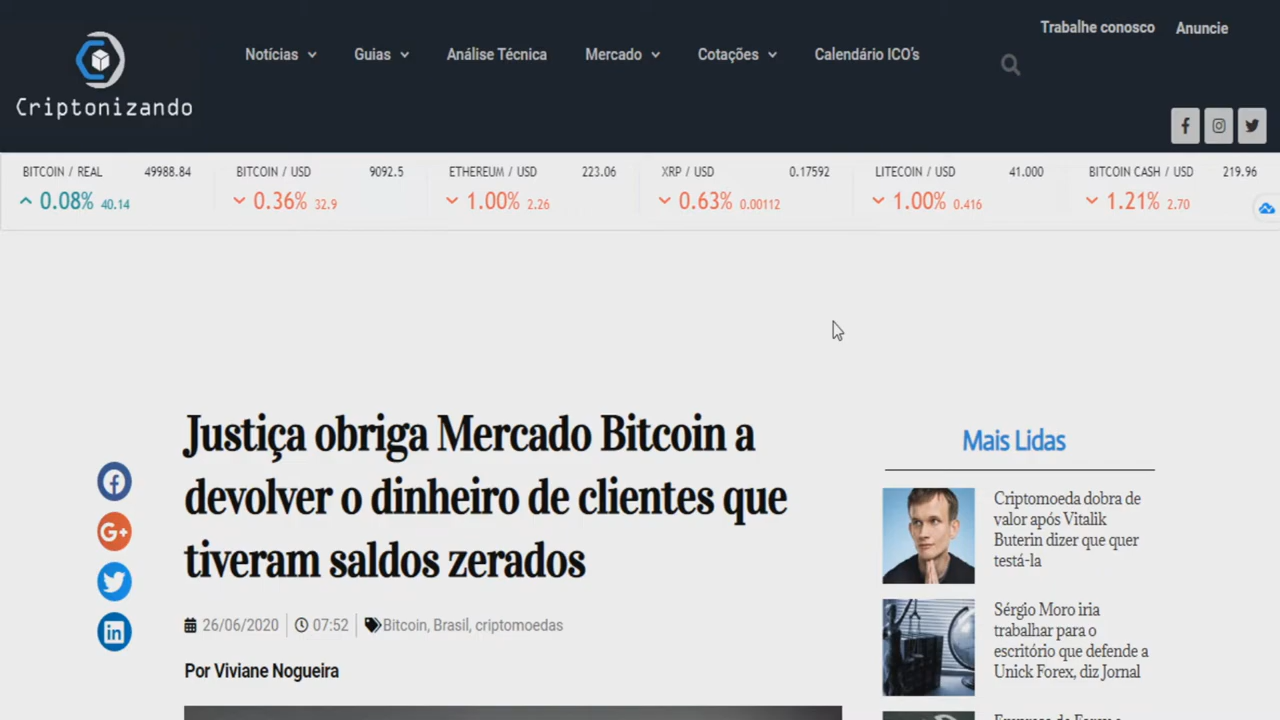 Trabalhe conosco
Anuncie
Notícias
Guias
Análise Técnica
Mercado
Cotações
Calendário ICO's
Criptonizando
BITCOIN / REAL 49988.84
0.08% 40.14
BITCOIN / USD 9092.5
0.36% 32.9
ETHEREUM / USD 223.06
1.00% 2.26
XRP / USD 0.17592
0.63% 0.00112
LITECOIN / USD 41.000
1.00% 0.416
BITCOIN CASH / USD 219.96
1.21% 2.70
Justiça obriga Mercado Bitcoin a
devolver o dinheiro de clientes que
tiveram saldos zerados
26/06/2020 07:52 Bitcoin, Brasil, criptomoedas
Por Viviane Nogueira
Mais Lidas
Criptomoeda dobra de
valor após Vitalik
Buterin dizer que quer
testá-la
Sérgio Moro iria
trabalhar para o
escritório que defende a
Unick Forex, diz Jornal